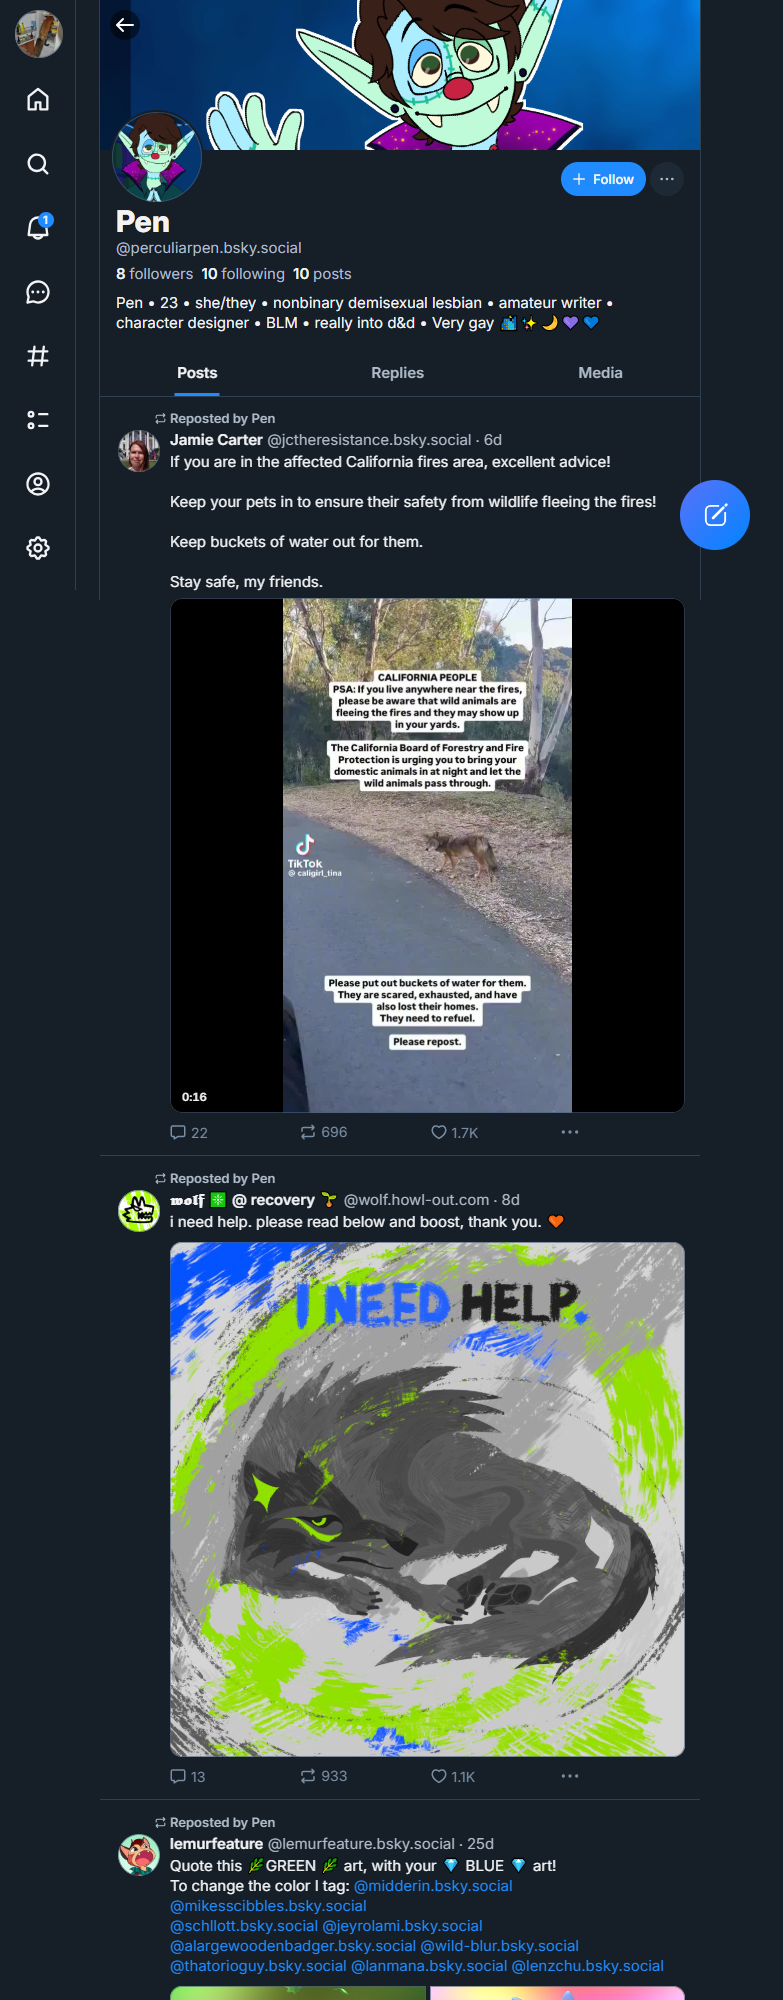 1
+ Follow
Pen
@perculiarpen.bsky.social
8 followers 10 following 10 posts
Pen • 23 • she/they • nonbinary demisexual lesbian • amateur writer •
character designer • BLM • really into d&d • Very gay 🌃✨🌙💜💙
Posts Replies Media
Reposted by Pen
Jamie Carter @jctheresistance.bsky.social · 6d
If you are in the affected California fires area, excellent advice!
Keep your pets in to ensure their safety from wildlife fleeing the fires!
Keep buckets of water out for them.
Stay safe, my friends.
CALIFORNIA PEOPLE
PSA: If you live anywhere near the fires,
please be aware that wild animals are
fleeing the fires and they may show up
in your yards.
The California Board of Forestry and Fire
Protection is urging you to bring your
domestic animals in at night and let the
wild animals pass through.
TikTok
@ caligirl_tina
Please put out buckets of water for them.
They are scared, exhausted, and have
also lost their homes.
They need to refuel.
Please repost.
0:16
22 696 1.7K
Reposted by Pen
𝖜𝖔𝖑𝖋 ❇️ @ recovery 🌱 @wolf.howl-out.com · 8d
i need help. please read below and boost, thank you. 🧡
I NEED HELP.
13 933 1.1K
Reposted by Pen
lemurfeature @lemurfeature.bsky.social · 25d
Quote this 🌿GREEN 🌿 art, with your 💎 BLUE 💎 art!
To change the color I tag: @midderin.bsky.social
@mikesscibbles.bsky.social
@schllott.bsky.social @jeyrolami.bsky.social
@alargewoodenbadger.bsky.social @wild-blur.bsky.social
@thatorioguy.bsky.social @lanmana.bsky.social @lenzchu.bsky.social